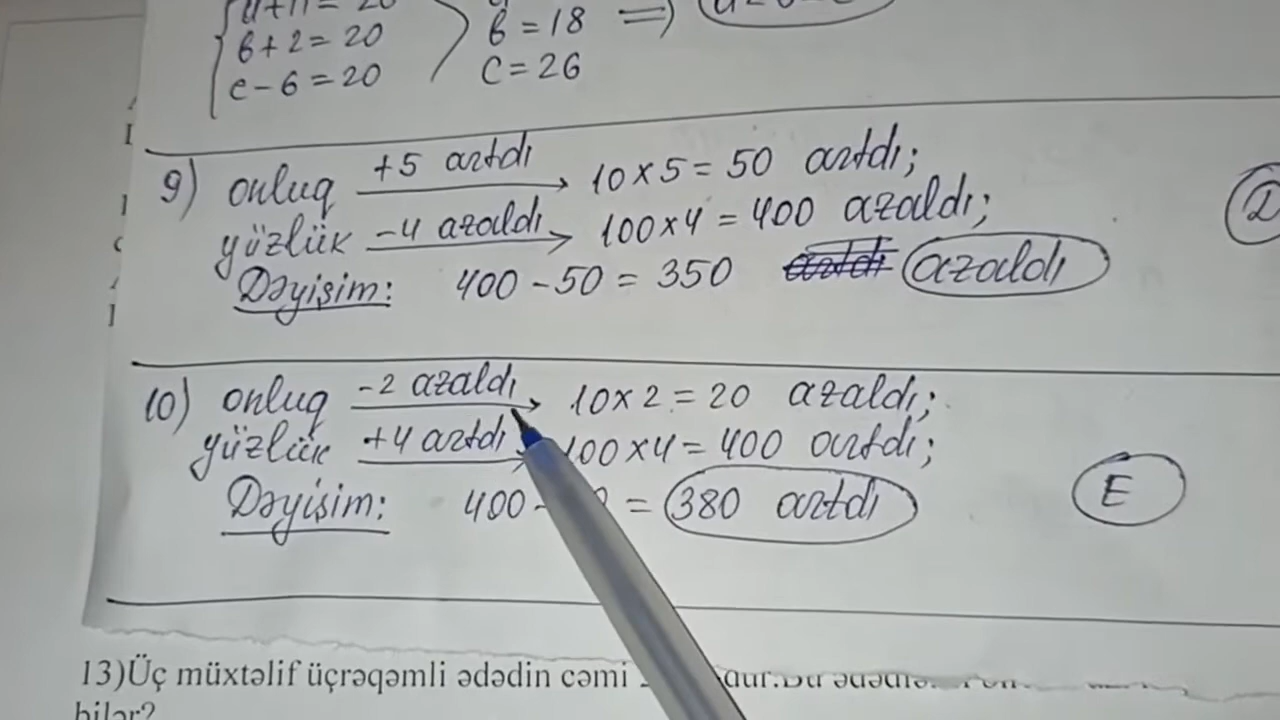 b + 2 = 20
c - 6 = 20
b = 18 =>
c = 26
9) onluq +5 artdı 10 x 5 = 50 artdı;
yüzlük -4 azaldı 100 x 4 = 400 azaldı;
Dəyişim: 400 - 50 = 350 azaldı
10) onluq -2 azaldı 10 x 2 = 20 azaldı;
yüzlük +4 artdı 100 x 4 = 400 artdı;
Dəyişim: 400 - = 380 artdı
E
13)Üç müxtəlif üçrəqəmli ədədin cəmi
bilər?